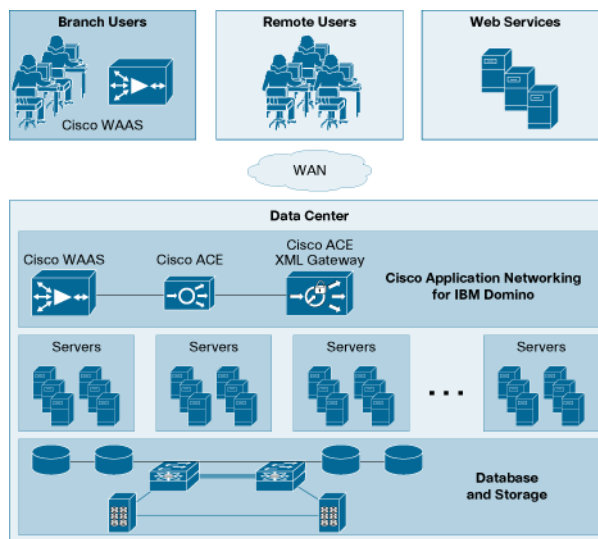 Branch Users
Remote Users
Web Services
Cisco WAAS
WAN
Data Center
Cisco WAAS
Cisco ACE
Cisco ACE
XML Gateway
Cisco Application Networking
for IBM Domino
Servers
Servers
Servers
. . .
Servers
Database
and Storage